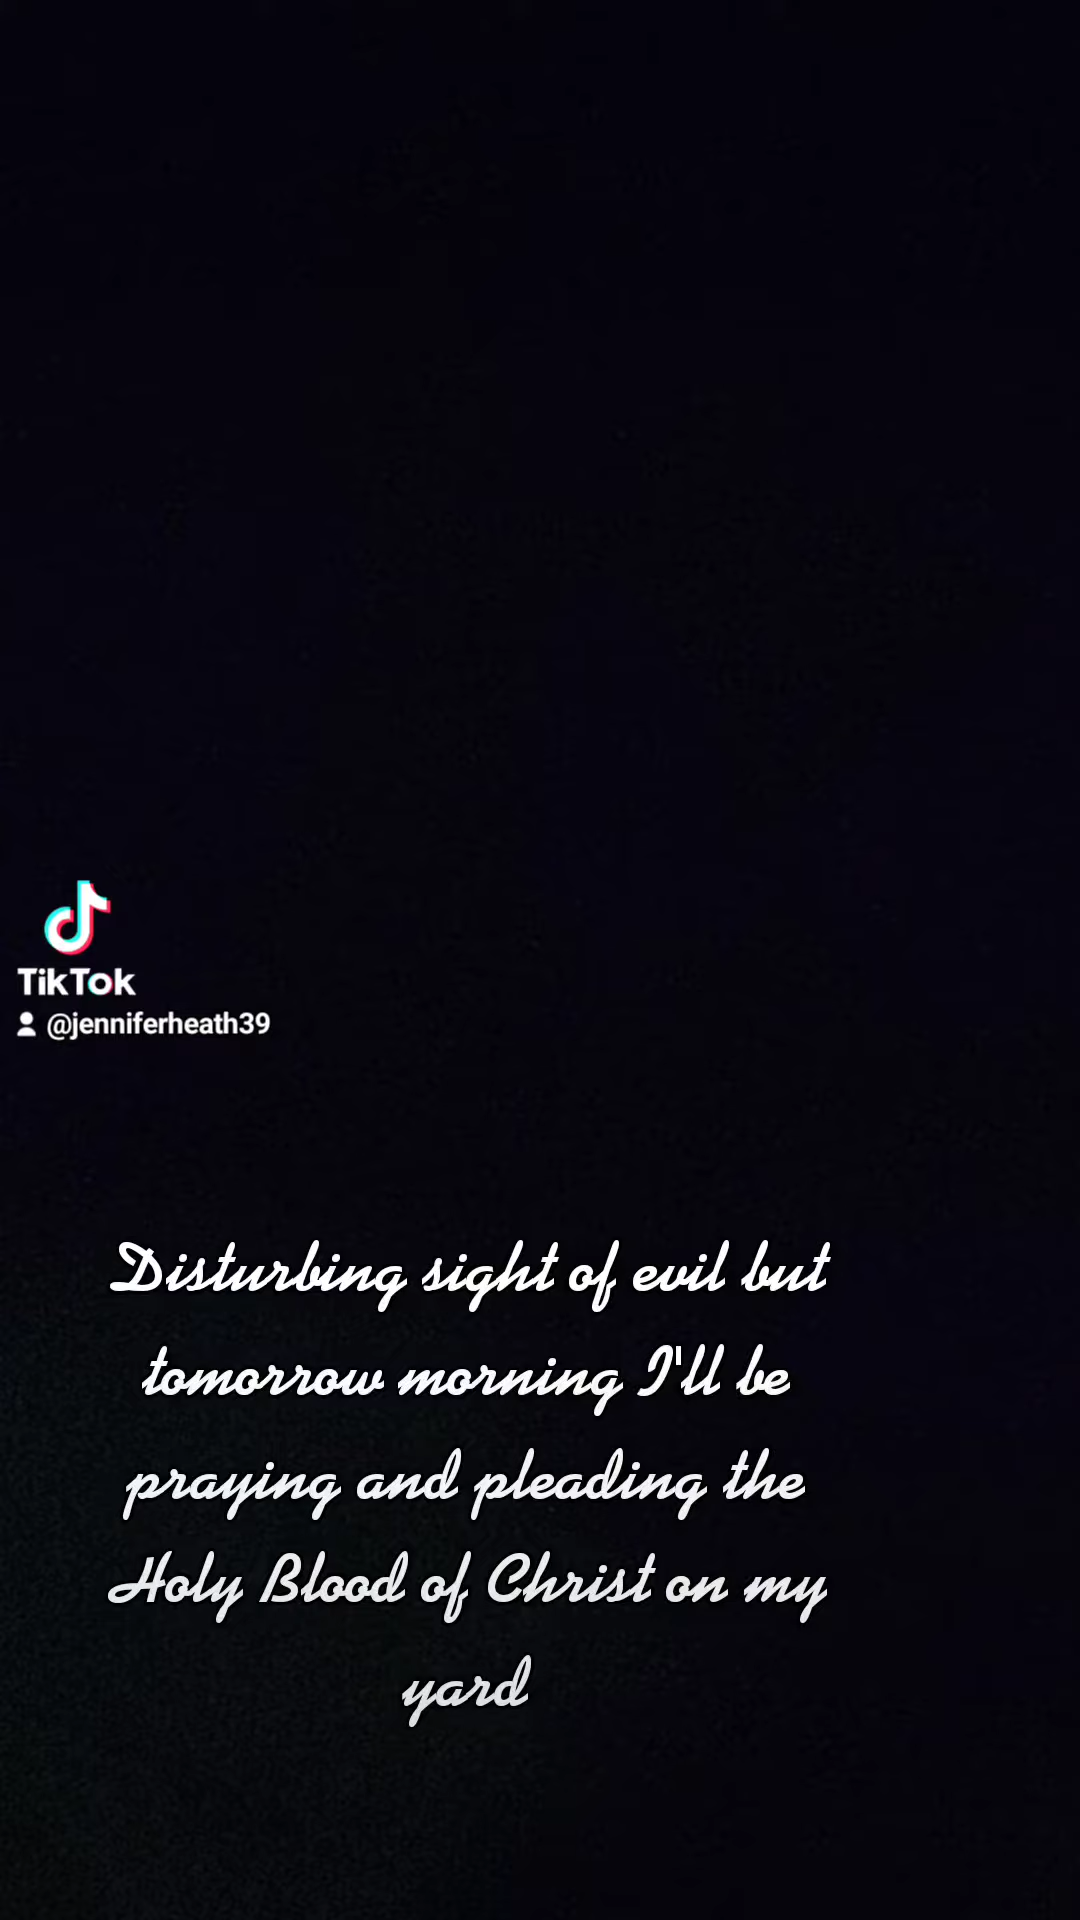 TikTok
@jenniferheath39
Disturbing sight of evil but
tomorrow morning I'll be
praying and pleading the
Holy Blood of Christ on my
yard